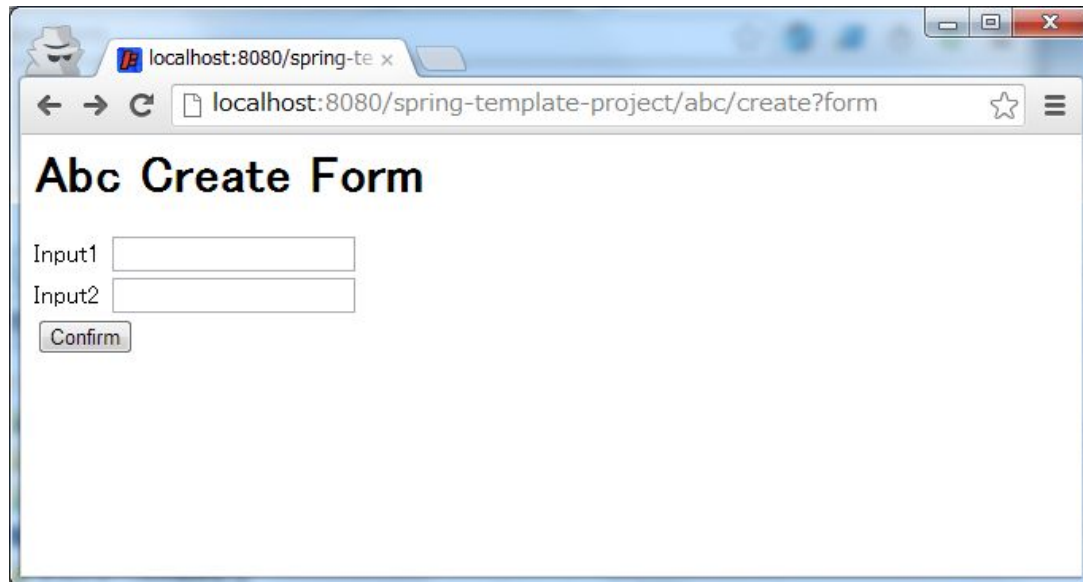 localhost:8080/spring-te
localhost:8080/spring-template-project/abc/create?form
Abc Create Form
Input1
Input2
Confirm